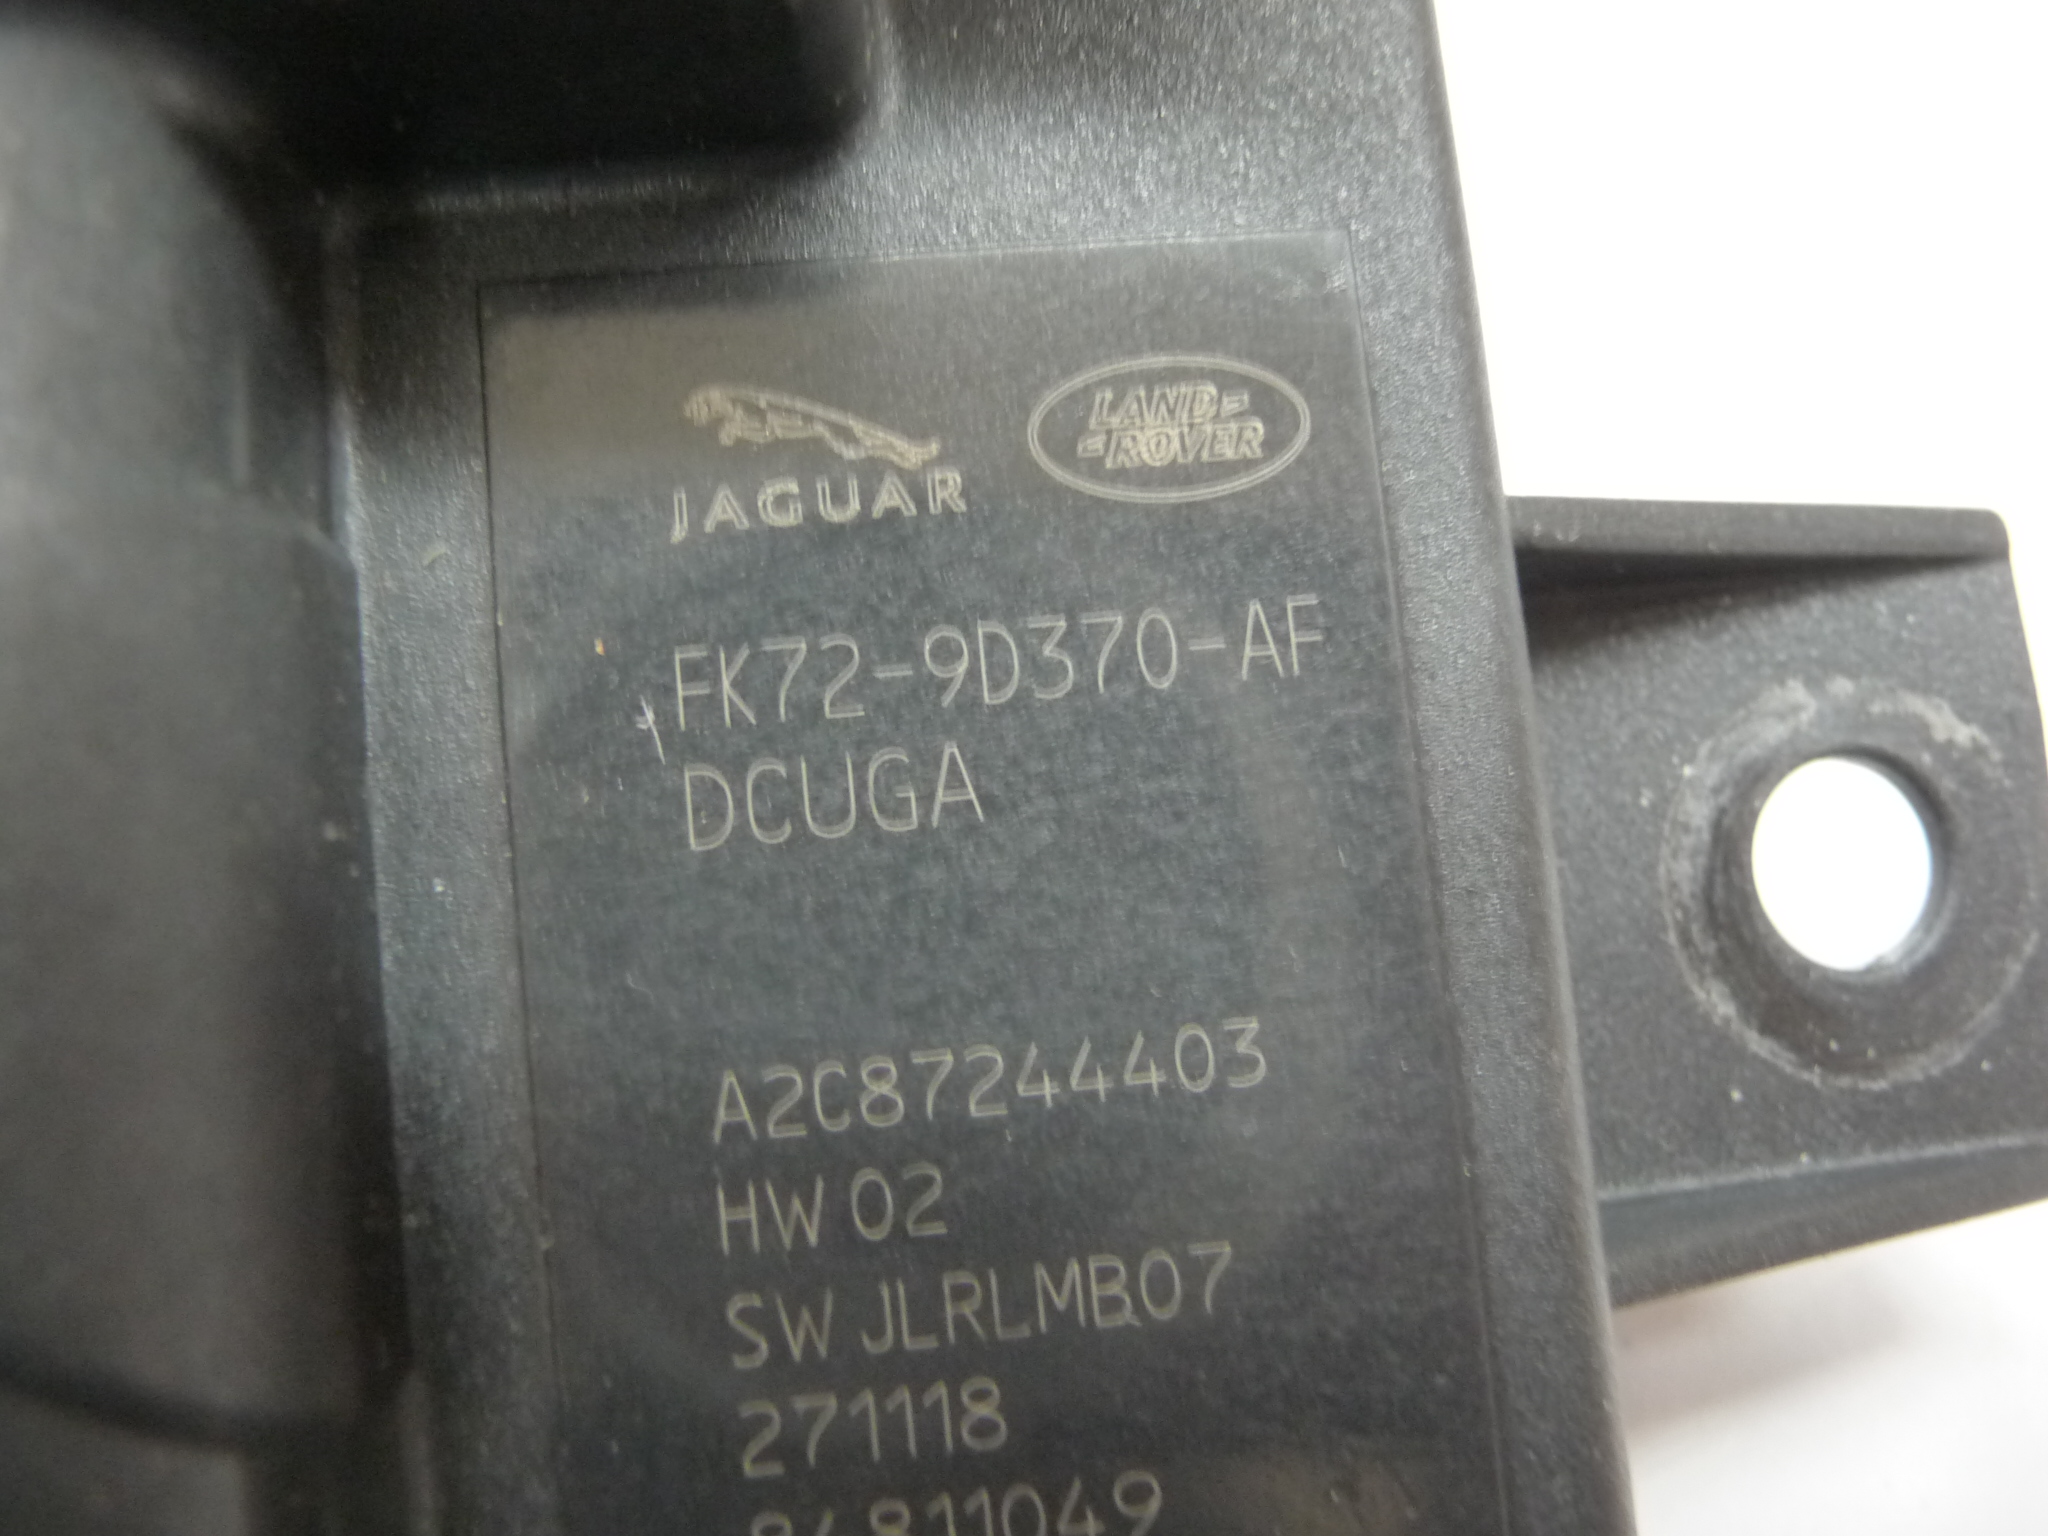 JAGUAR
LAND
ROVER
FK72-9D370-AF
DCUGA
A2C87244403
HW 02
SW JLRLMB07
271118